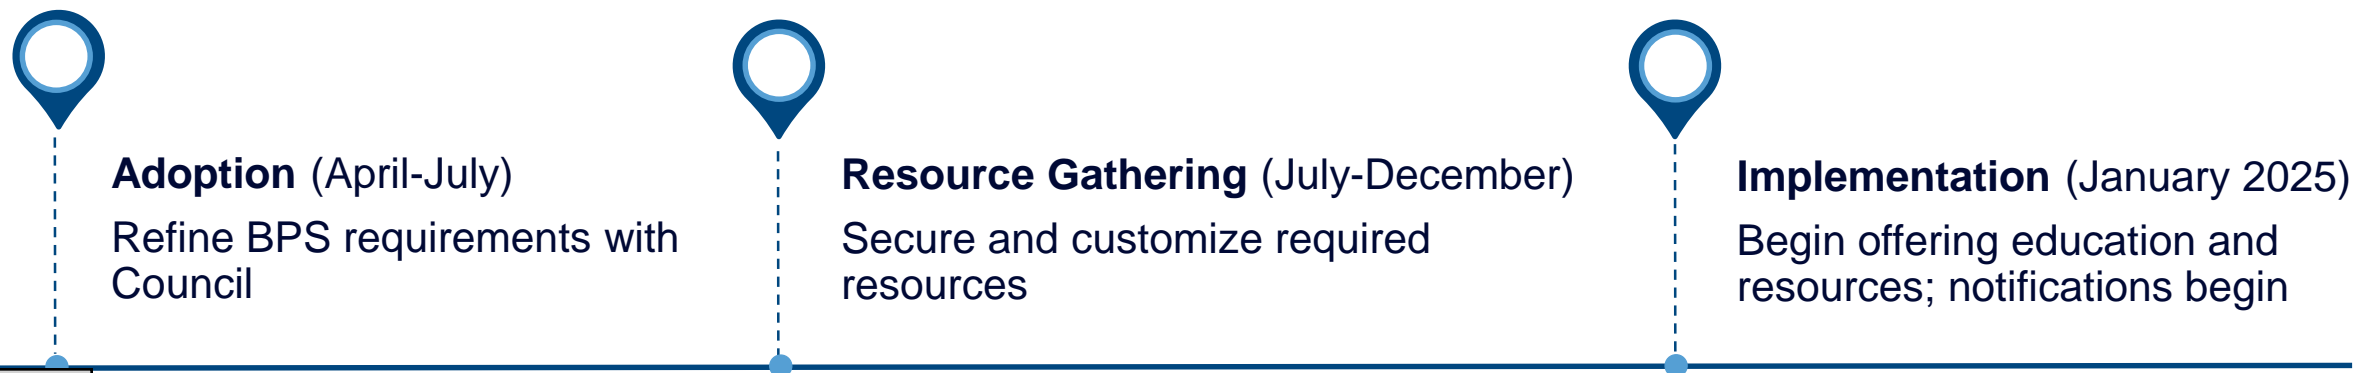 Adoption (April-July)
Refine BPS requirements with
Council
Resource Gathering (July-December)
Secure and customize required
resources
Implementation (January 2025)
Begin offering education and
resources; notifications begin